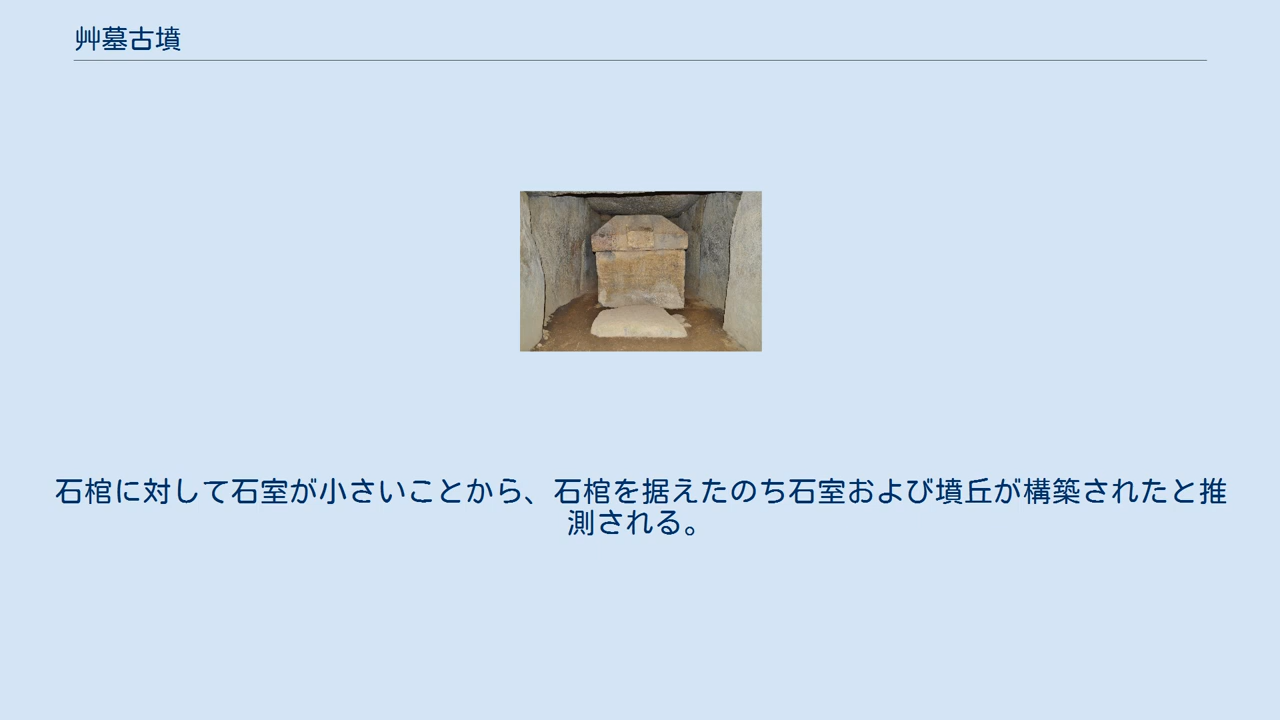 艸墓古墳
石棺に対して石室が小さいことから、石棺を据えたのち石室および墳丘が構築されたと推
測される。